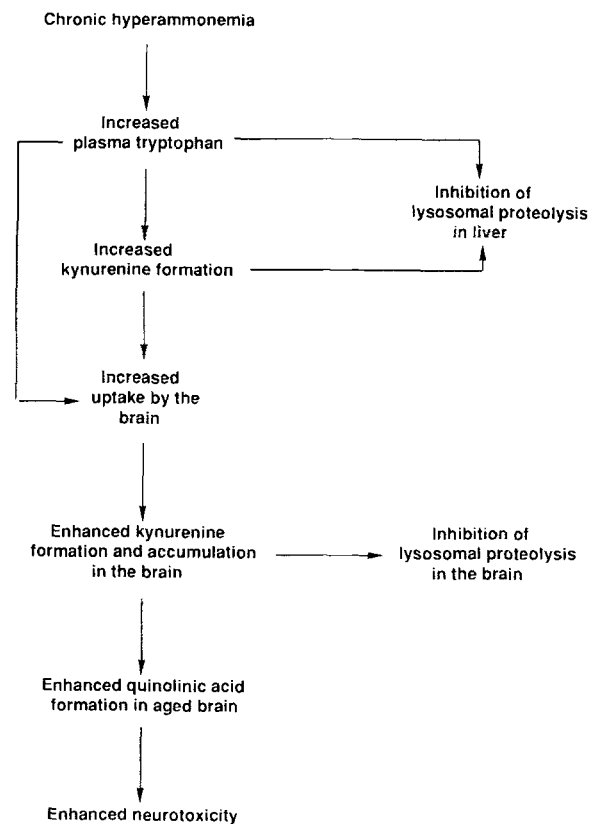 Chronic hyperammonemia
Increased
plasma tryptophan
Inhibition of
lysosomal proteolysis
in liver
Increased
kynurenine formation
Increased
uptake by the
brain
Enhanced kynurenine
formation and accumulation
in the brain
Inhibition of
lysosomal proteolysis
in the brain
Enhanced quinolinic acid
formation in aged brain
Enhanced neurotoxicity